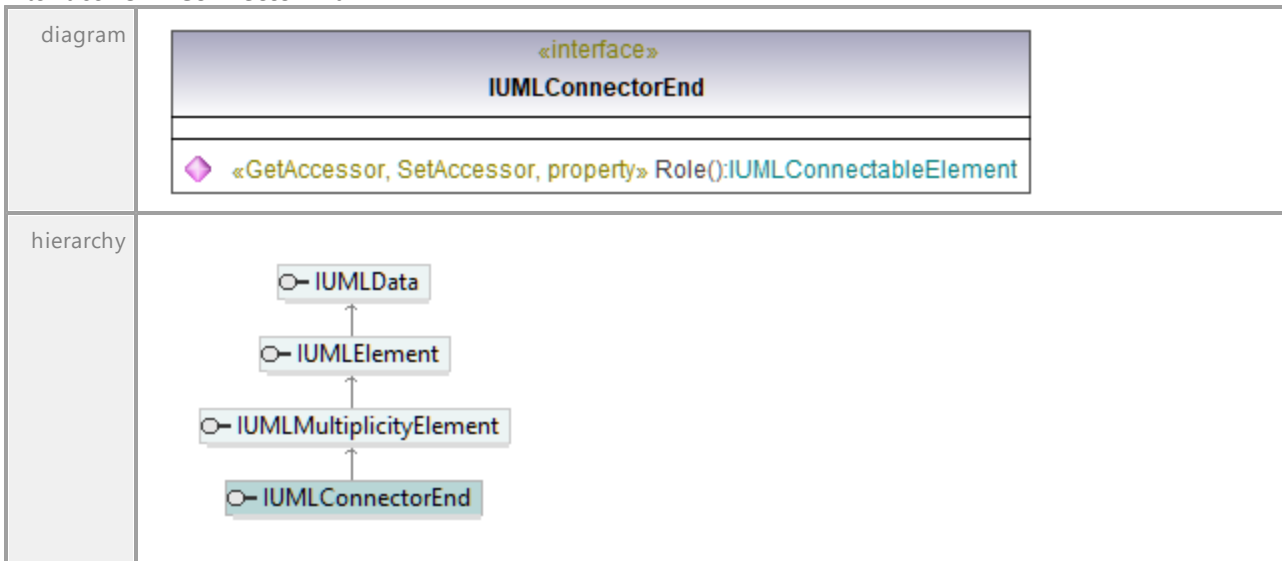 diagram
«interface»
IUMLConnectorEnd
«GetAccessor, SetAccessor, property» Role():IUMLConnectableElement
hierarchy
IUMLData
IUMLElement
IUMLMultiplicityElement
IUMLConnectorEnd